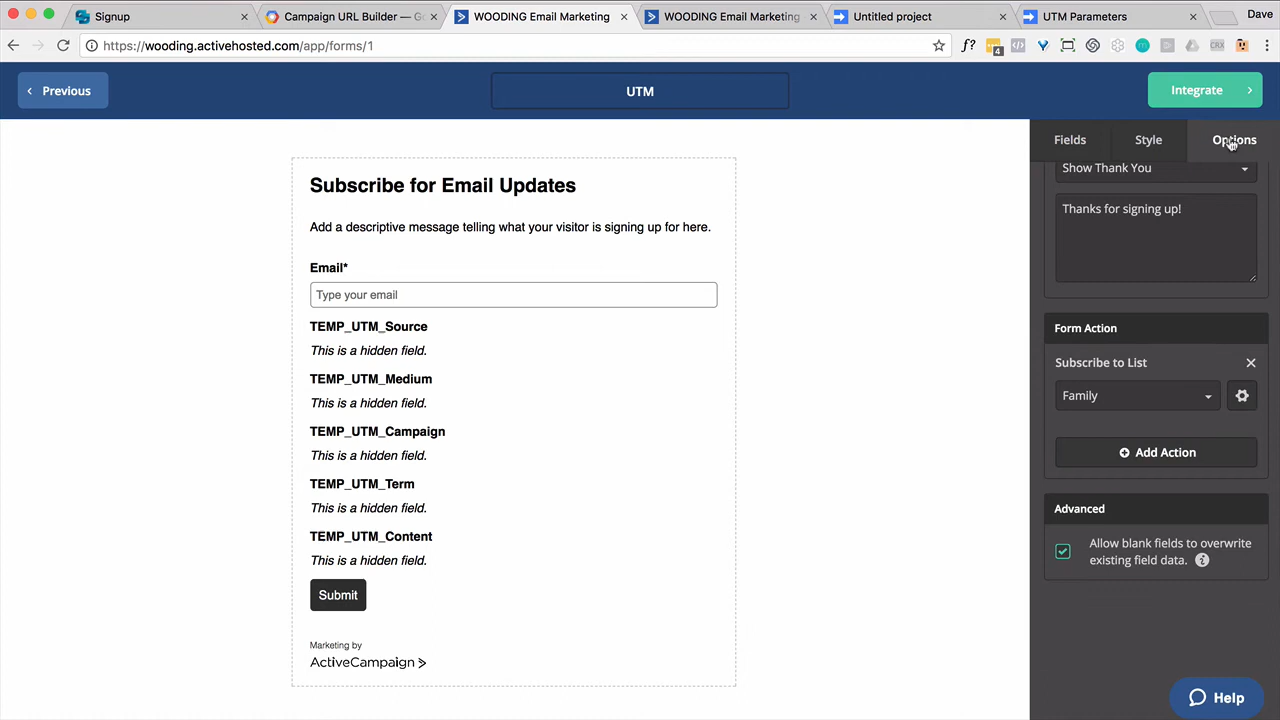 Signup
Campaign URL Builder — Go
WOODING Email Marketing
WOODING Email Marketing
Untitled project
UTM Parameters
Dave
https://wooding.activehosted.com/app/forms/1
f?
4
CRX
Previous
UTM
Integrate
Fields
Style
Options
Show Thank You
Thanks for signing up!
Subscribe for Email Updates
Add a descriptive message telling what your visitor is signing up for here.
Email*
Type your email
TEMP_UTM_Source
This is a hidden field.
TEMP_UTM_Medium
This is a hidden field.
TEMP_UTM_Campaign
This is a hidden field.
TEMP_UTM_Term
This is a hidden field.
TEMP_UTM_Content
This is a hidden field.
Submit
Marketing by
ActiveCampaign >
Form Action
Subscribe to List
Family
Add Action
Advanced
Allow blank fields to overwrite
existing field data.
Help